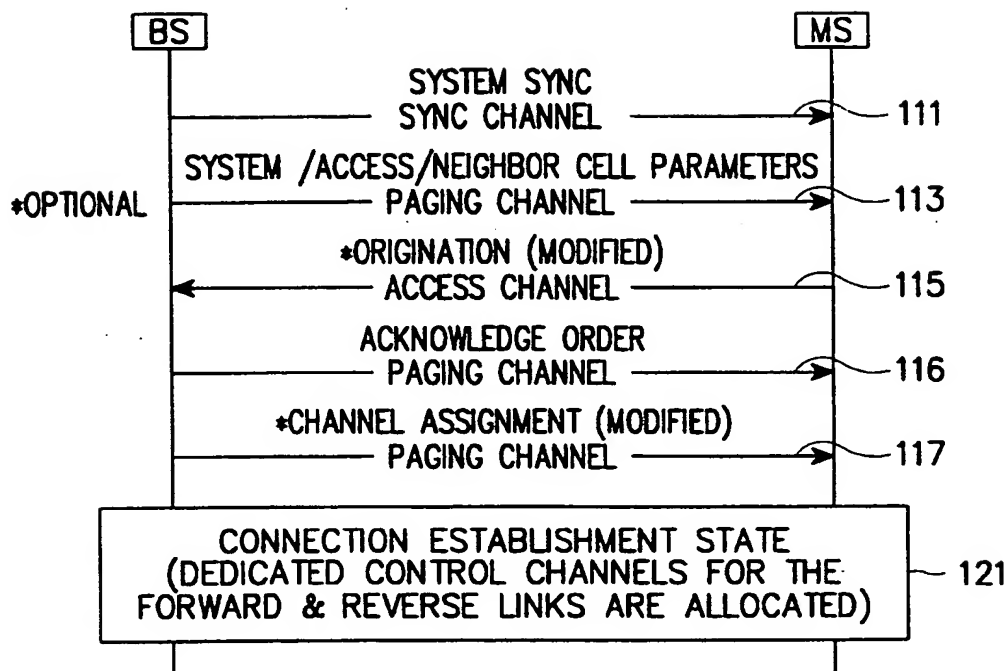 BS
MS
SYSTEM SYNC
SYNC CHANNEL
111
SYSTEM /ACCESS/NEIGHBOR CELL PARAMETERS
*OPTIONAL
PAGING CHANNEL
113
*ORIGINATION (MODIFIED)
ACCESS CHANNEL
115
ACKNOWLEDGE ORDER
PAGING CHANNEL
116
*CHANNEL ASSIGNMENT (MODIFIED)
PAGING CHANNEL
117
CONNECTION ESTABLISHMENT STATE
(DEDICATED CONTROL CHANNELS FOR THE
FORWARD & REVERSE LINKS ARE ALLOCATED)
121